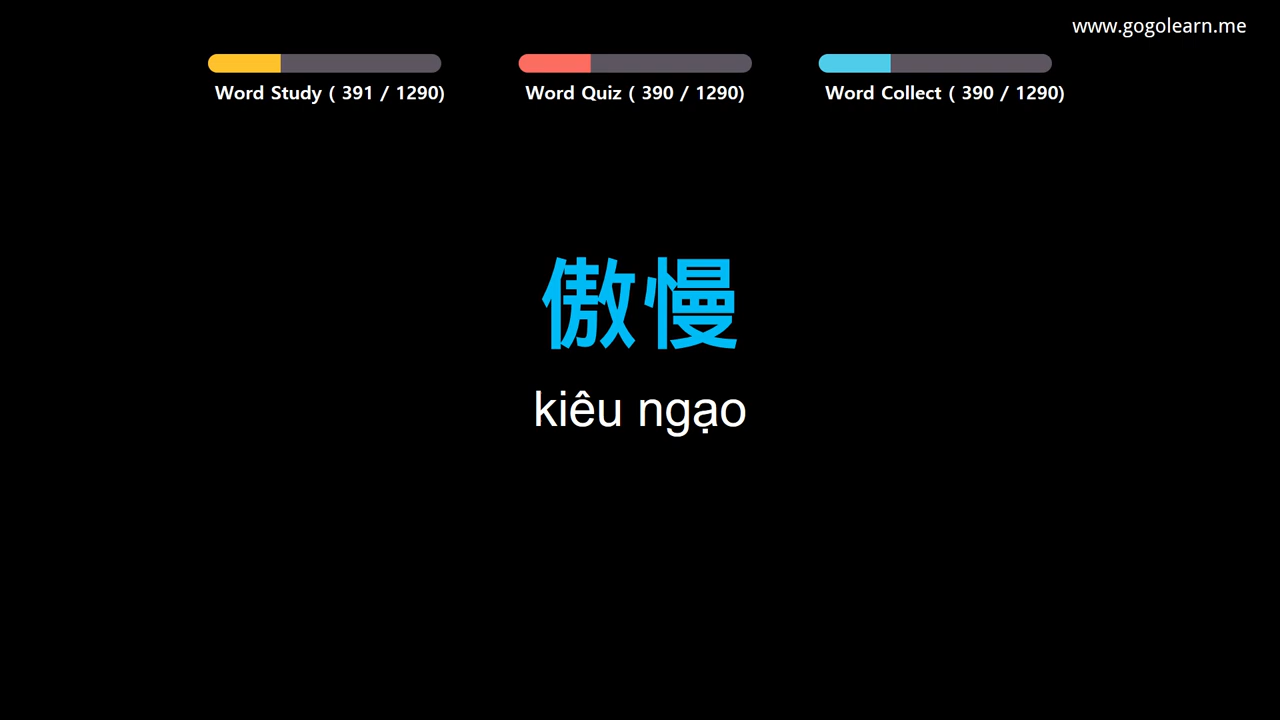 www.gogolearn.me
Word Study ( 391 / 1290)
Word Quiz ( 390 / 1290)
Word Collect ( 390 / 1290)
傲慢
kiêu ngạo